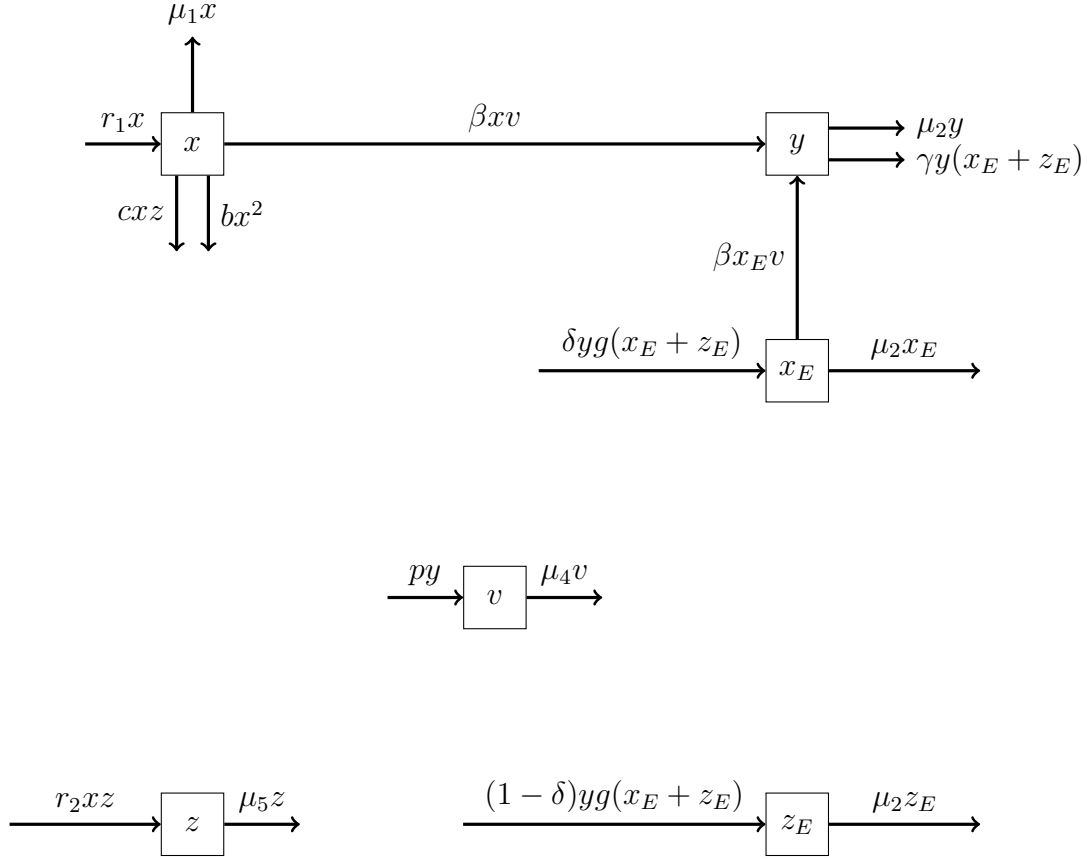 μ₁x
r₁x
x
βxv
y
μ₂y
γy(x_E + z_E)
cxz
bx²
βx_Ev
δyg(x_E + z_E)
x_E
μ₂x_E
py
v
μ₄v
r₂xz
z
μ₅z
(1 − δ)yg(x_E + z_E)
z_E
μ₂z_E